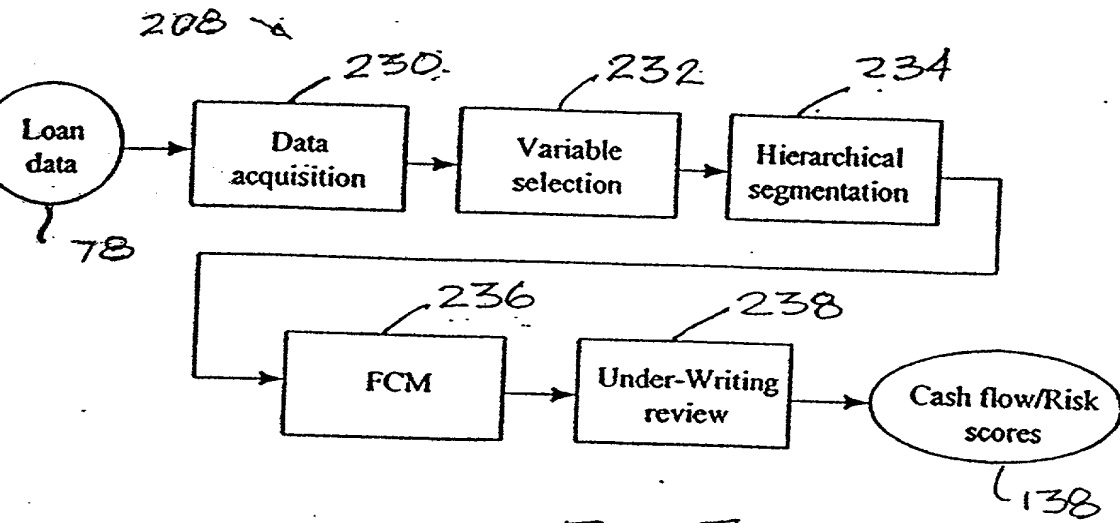 208
230
232
234
Loan
data
Data
acquisition
Variable
selection
Hierarchical
segmentation
78
236
238
FCM
Under-Writing
review
Cash flow/Risk
scores
138